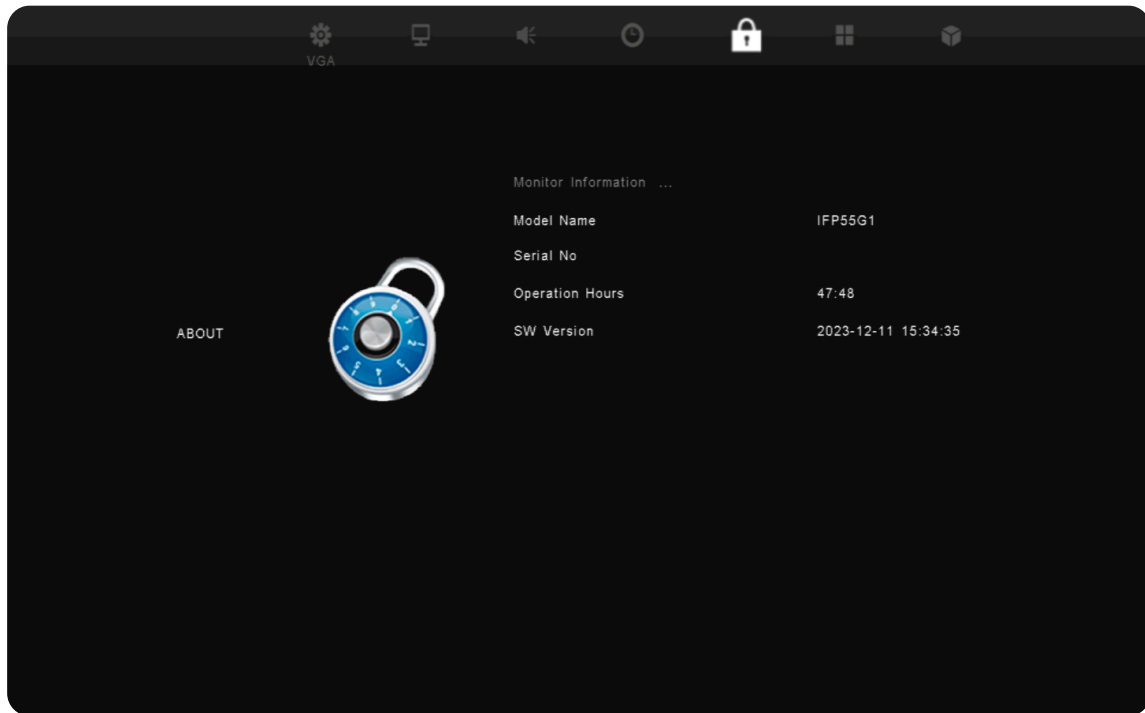 VGA
Monitor Information ...
Model Name IFP55G1
Serial No
Operation Hours 47:48
ABOUT
SW Version 2023-12-11 15:34:35